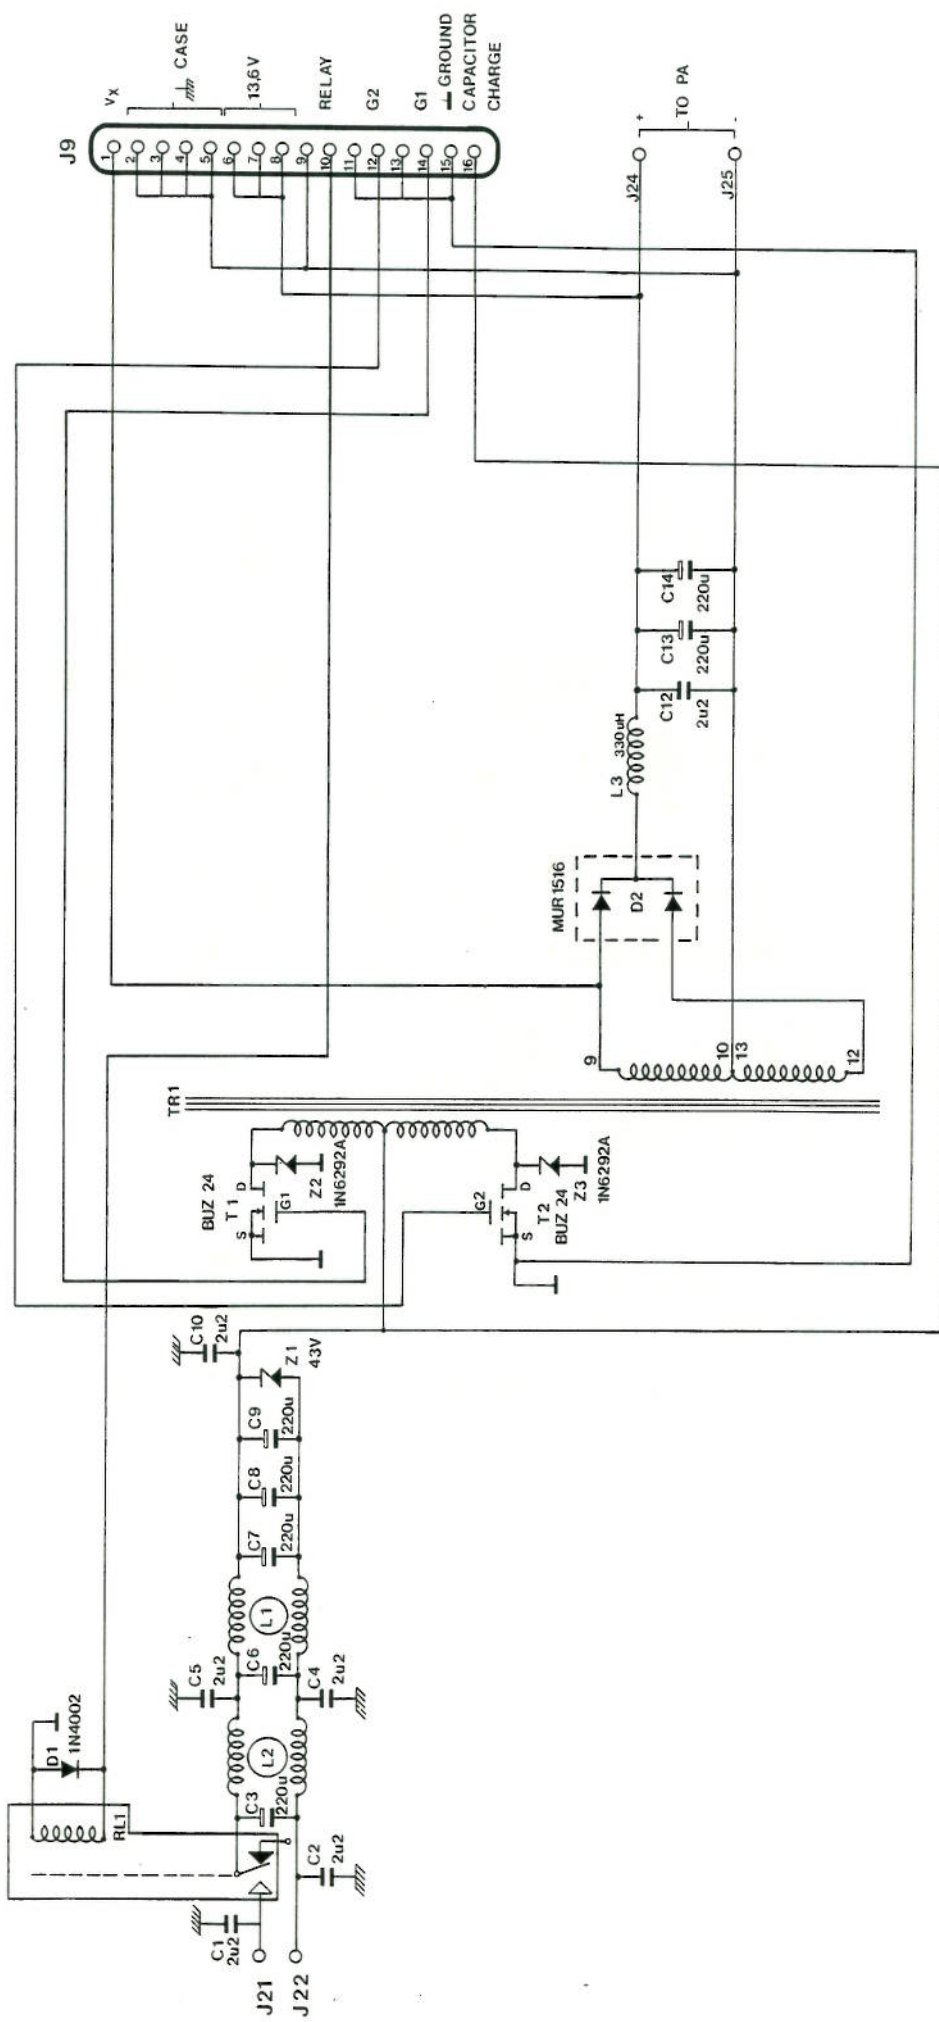 J9
1
2
3
4
5
6
7
8
9
10
11
12
13
14
15
16
Vx
CASE
13,6V
RELAY
G2
G1
GROUND
CAPACITOR
CHARGE
J24
+
TO PA
J25
-
C14
220u
C13
220u
C12
2u2
L3 330uH
MUR1516
D2
9
10
13
12
TR1
BUZ 24
T1
D
S
G1
Z2
1N6292A
G2
D
S
T2
BUZ 24
Z3
1N6292A
C10
2u2
Z1
43V
C9
220u
C8
220u
C7
220u
L1
C6
220u
C5
2u2
C4
2u2
L2
C3
220u
D1
1N4002
RL1
C2
2u2
C1
2u2
J21
J22